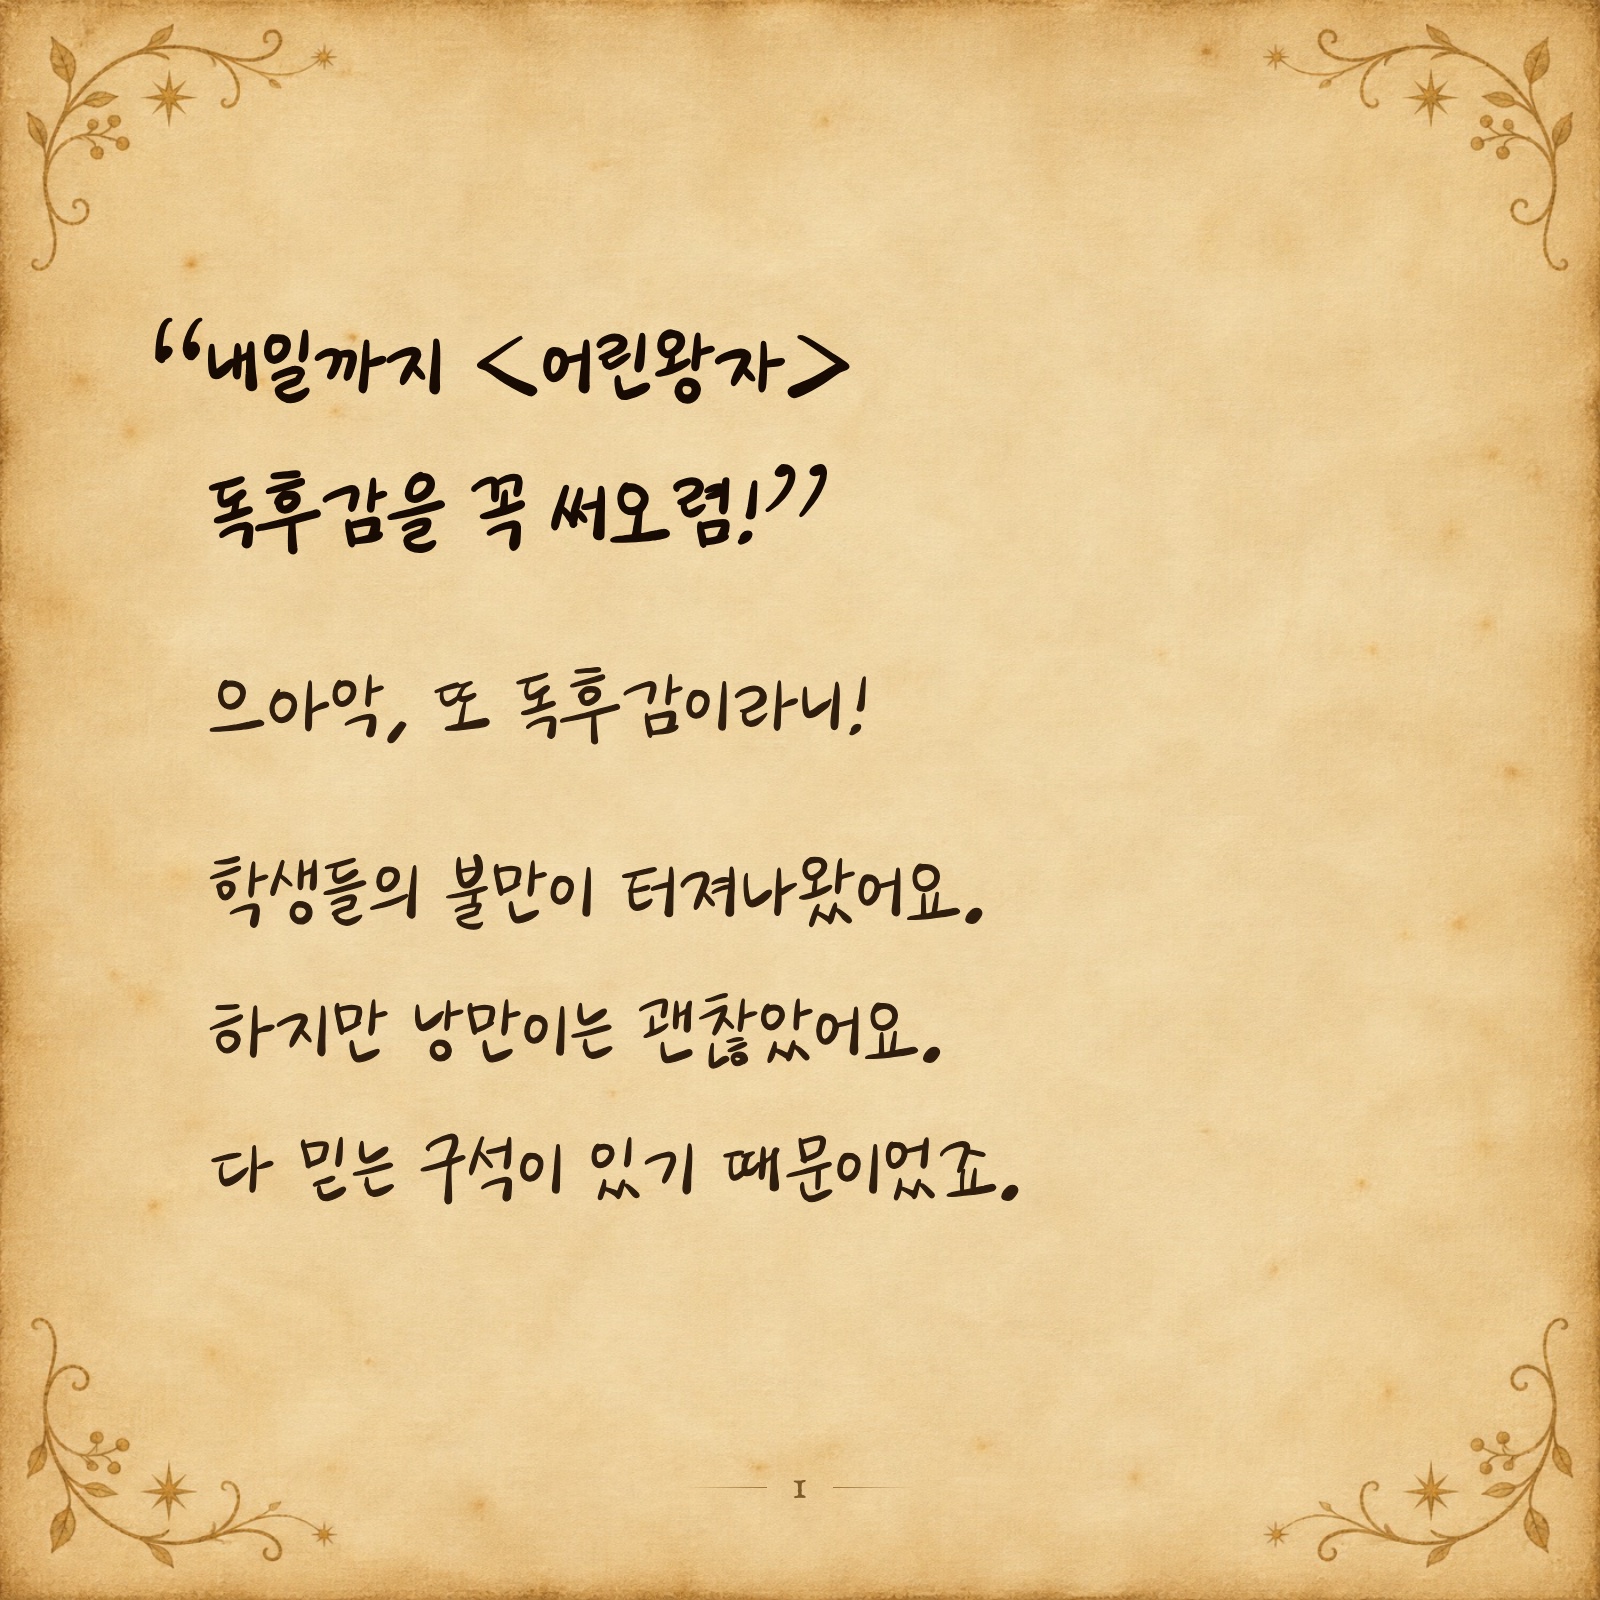 “내일까지 <어린왕자>
독후감을 꼭 써오렴!”
으아악, 또 독후감이라니!
학생들의 불만이 터져나왔어요.
하지만 낭만이는 괜찮았어요.
다 믿는 구석이 있기 때문이었죠.
1